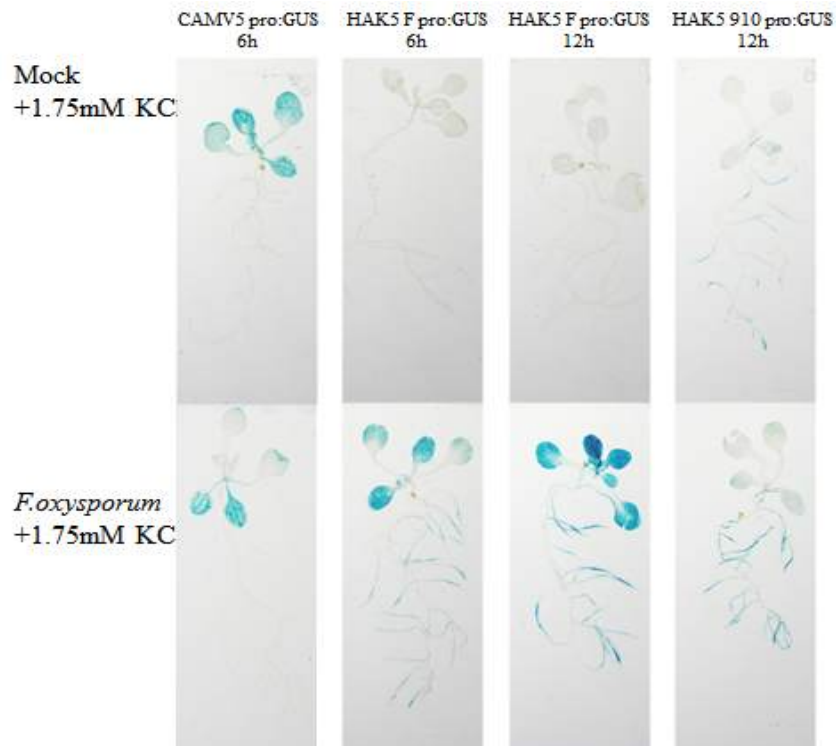 CAMV5 pro:GUS
6h
HAK5 F pro:GUS
6h
HAK5 F pro:GUS
12h
HAK5 910 pro:GUS
12h
Mock
+1.75mM KC
F.oxysporum
+1.75mM KC